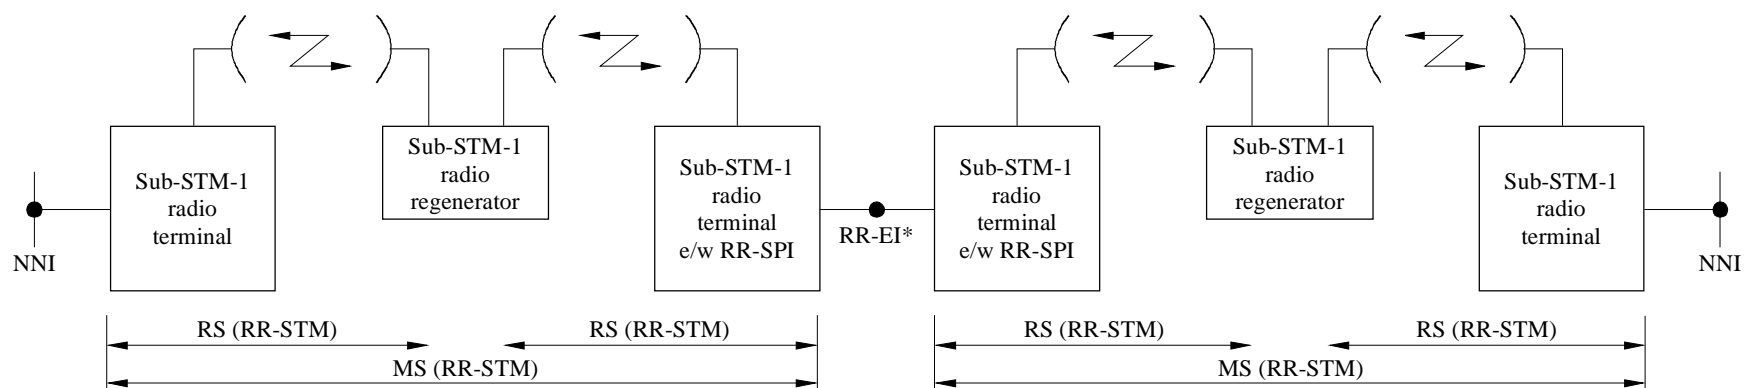 Sub-STM-1
radio
terminal
Sub-STM-1
radio
regenerator
Sub-STM-1
radio
terminal
e/w RR-SPI
Sub-STM-1
radio
terminal
e/w RR-SPI
Sub-STM-1
radio
regenerator
Sub-STM-1
radio
terminal
NNI
RR-EI*
NNI
RS (RR-STM)
RS (RR-STM)
RS (RR-STM)
RS (RR-STM)
MS (RR-STM)
MS (RR-STM)